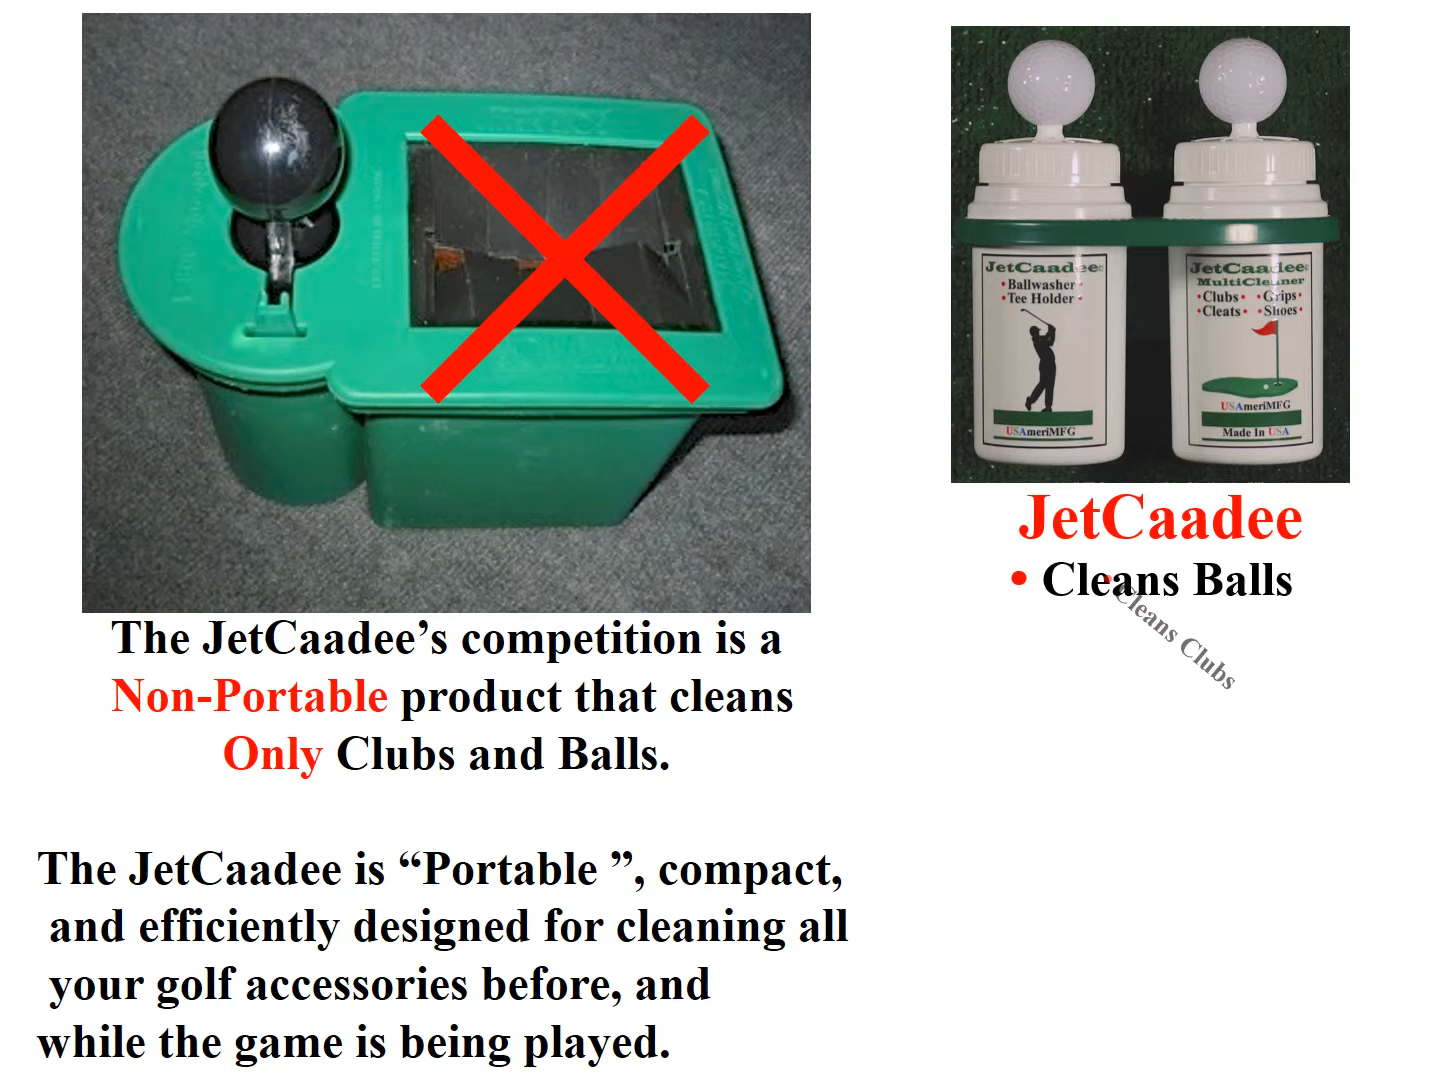 The JetCaadee’s competition is a
Non-Portable product that cleans
Only Clubs and Balls.
The JetCaadee is “Portable ”, compact,
and efficiently designed for cleaning all
your golf accessories before, and
while the game is being played.
JetCaadee
• Ballwasher •
• Tee Holder •
USAmeriMFG
JetCaadee
MultiCleaner
• Clubs • • Grips •
• Cleats • • Shoes •
USAmeriMFG
Made In USA
JetCaadee
• Cleans Balls
• Cleans Clubs